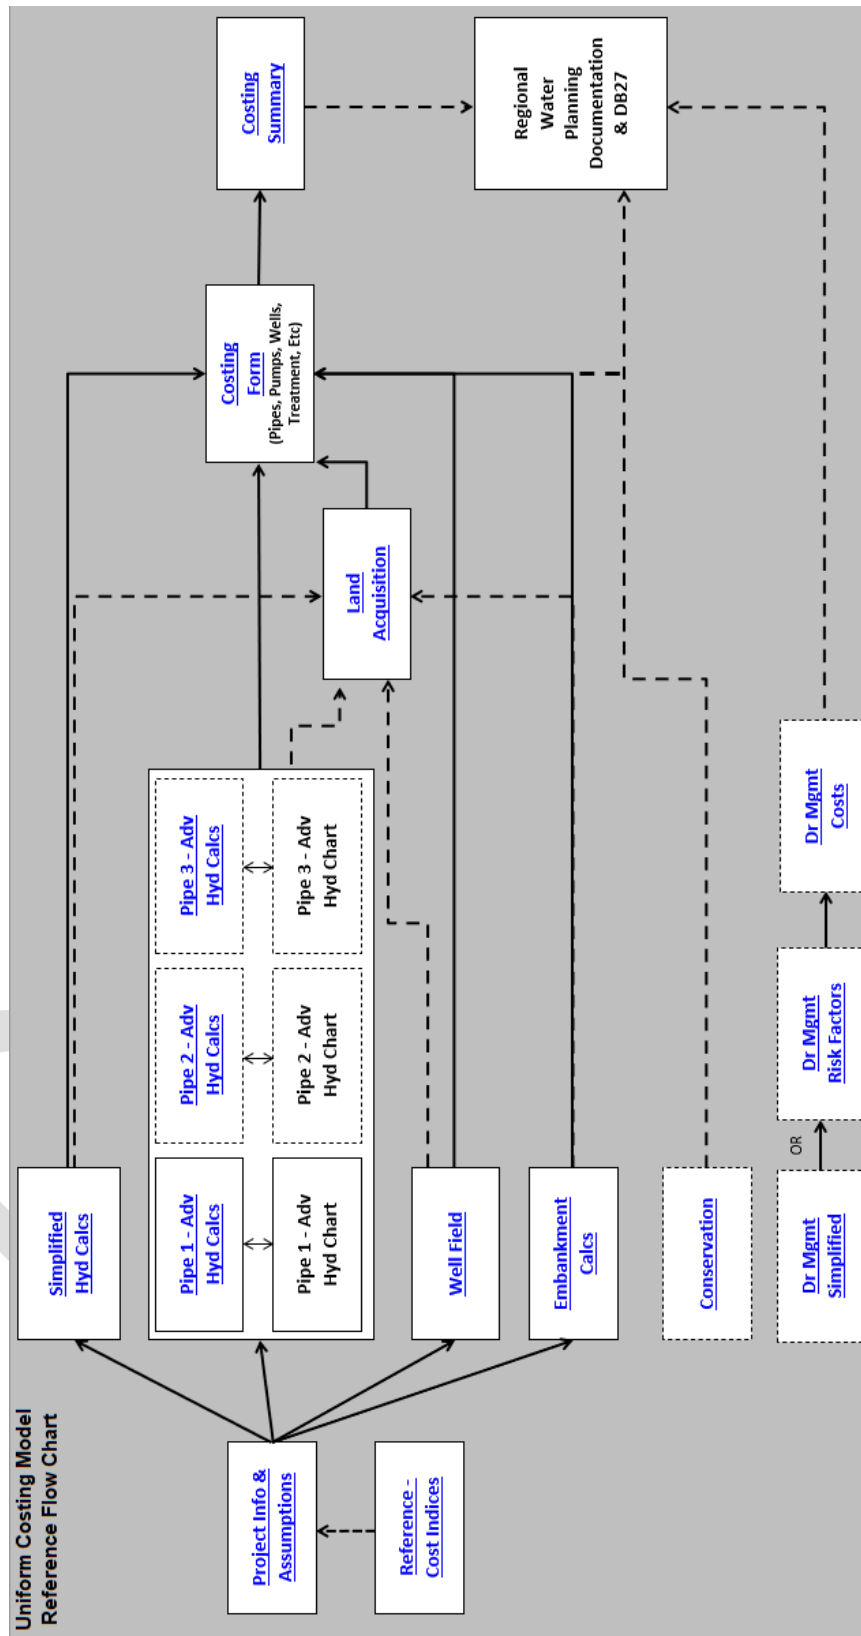 Uniform Costing Model
Reference Flow Chart
Project Info &
Assumptions
Reference -
Cost Indices
Simplified
Hyd Calcs
Pipe 1 - Adv
Hyd Calcs
Pipe 1 - Adv
Hyd Chart
Pipe 2 - Adv
Hyd Calcs
Pipe 2 - Adv
Hyd Chart
Pipe 3 - Adv
Hyd Calcs
Pipe 3 - Adv
Hyd Chart
Well Field
Embankment
Calcs
Conservation
Dr Mgmt
Simplified
OR
Dr Mgmt
Risk Factors
Dr Mgmt
Costs
Land
Acquisition
Costing
Form
(Pipes, Pumps, Wells,
Treatment, Etc)
Costing
Summary
Regional
Water
Planning
Documentation
& DB27